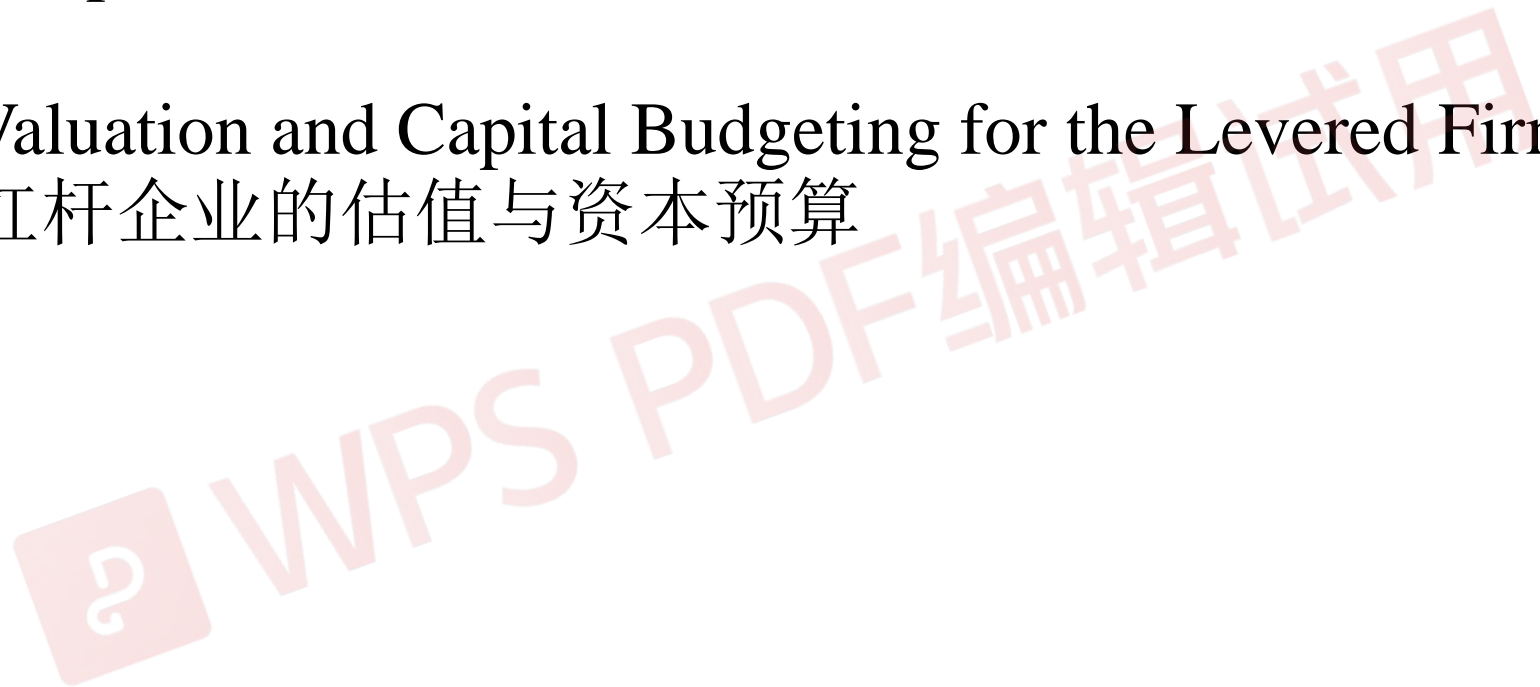 Valuation and Capital Budgeting for the Levered Firm
杠杆企业的估值与资本预算
WPS PDF编辑试用